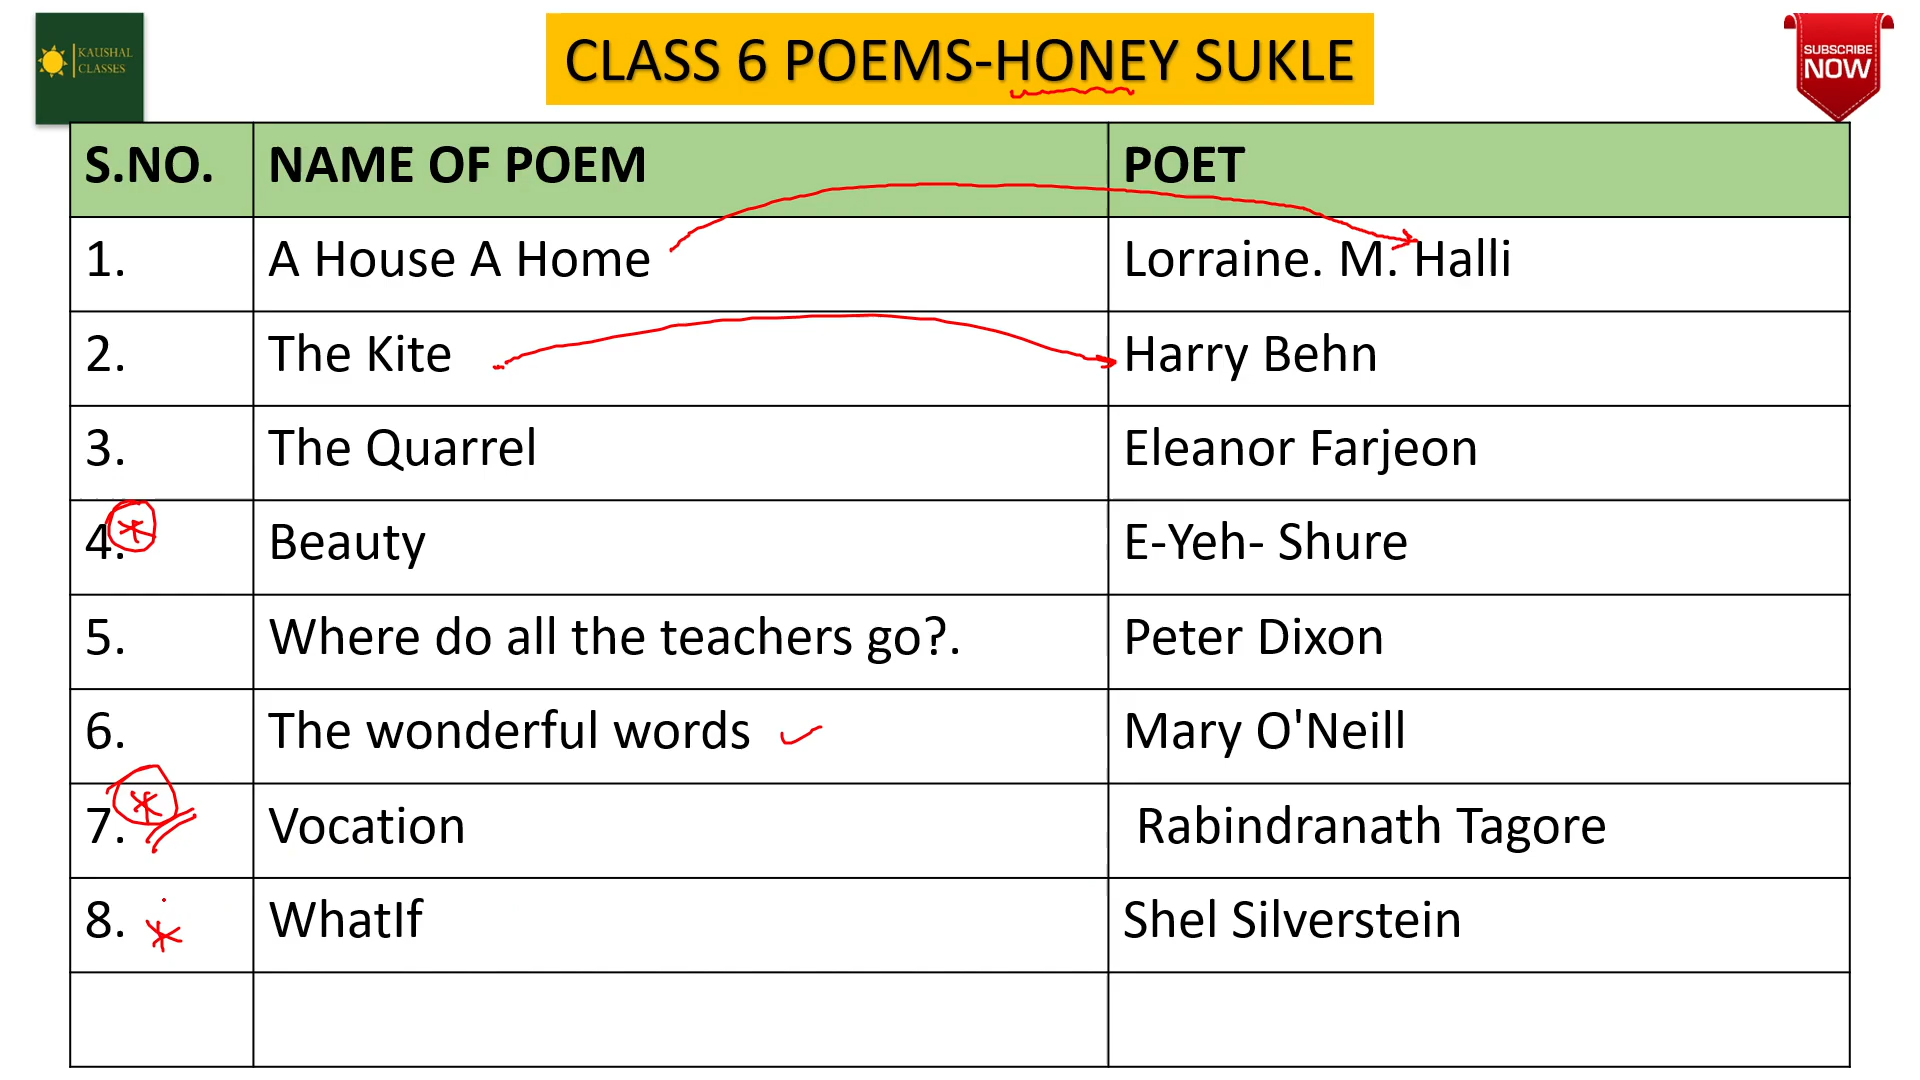 KAUSHAL
CLASSES
CLASS 6 POEMS-HONEY SUKLE
SUBSCRIBE
NOW
S.NO. NAME OF POEM POET
1. A House A Home Lorraine. M. Halli
2. The Kite Harry Behn
3. The Quarrel Eleanor Farjeon
4. Beauty E-Yeh- Shure
5. Where do all the teachers go?. Peter Dixon
6. The wonderful words Mary O'Neill
7. Vocation Rabindranath Tagore
8. WhatIf Shel Silverstein